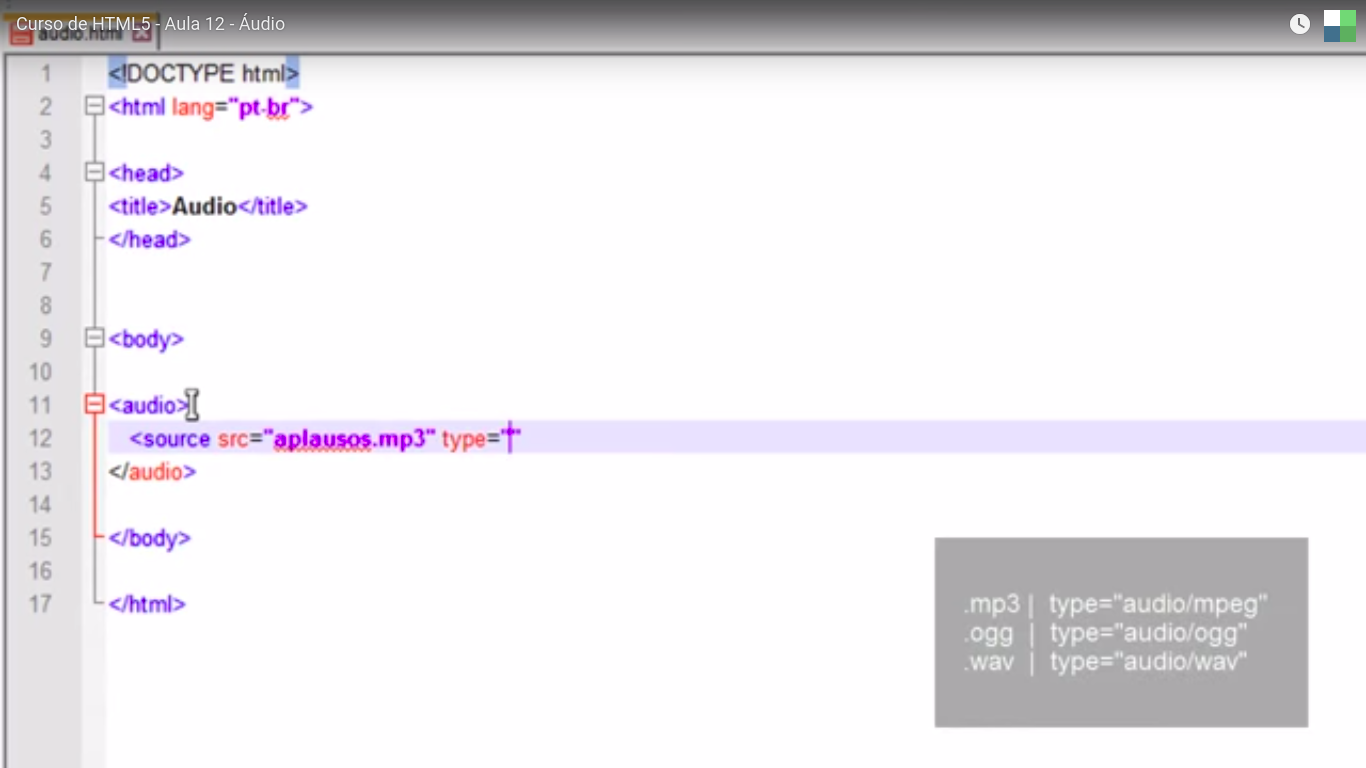 Curso de HTML5 - Aula 12 - Áudio
audio.html
1 <!DOCTYPE html>
2 <html lang="pt-br">
3
4 <head>
5 <title>Audio</title>
6 </head>
7
8
9 <body>
10
11 <audio>
12 <source src="aplausos.mp3" type=""
13 </audio>
14
15 </body>
16
17 </html>
.mp3 | type="audio/mpeg"
.ogg | type="audio/ogg"
.wav | type="audio/wav"